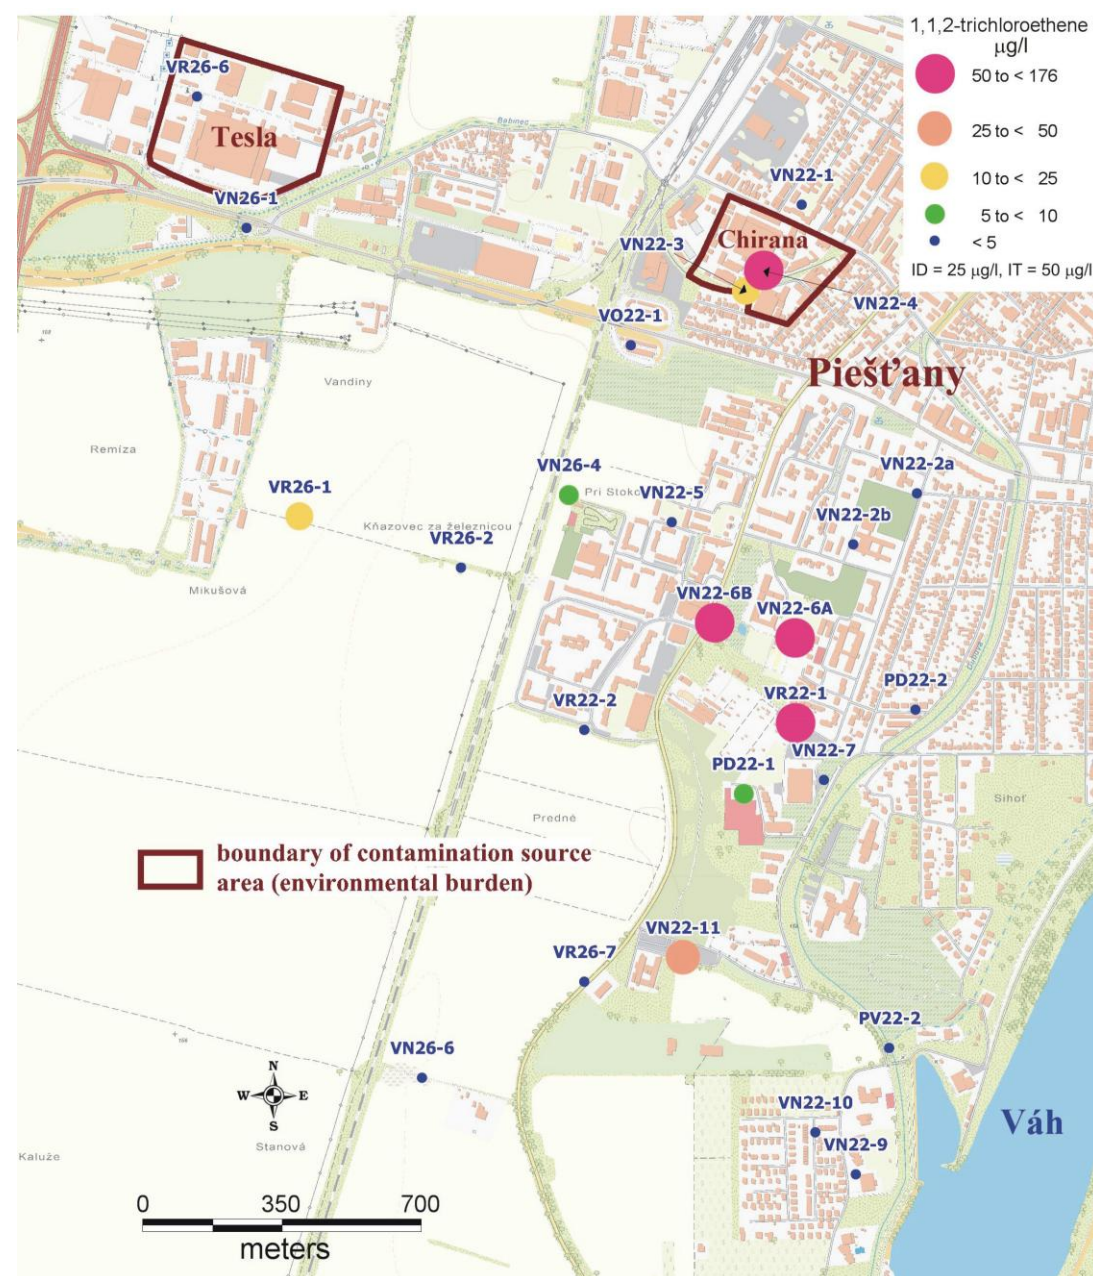 1,1,2-trichloroethene
µg/l
50 to < 176
25 to < 50
10 to < 25
5 to < 10
< 5
ID = 25 µg/l, IT = 50 µg/l
VR26-6
Tesla
VN26-1
Babinec
VN22-1
VN22-3
Chirana
VN22-4
VO22-1
Piešťany
168
Vandiny
Remíza
VR26-1
VN26-4
Pri Stoko
VN22-5
VN22-2a
VN22-2b
Kňazovec za železnicou
VR26-2
Mikušová
VN22-6B
VN22-6A
Dubová
VR22-1
PD22-2
VR22-2
VN22-7
PD22-1
Sihoť
Predné
boundary of contamination source
area (environmental burden)
VN22-11
VR26-7
PV22-2
VN26-6
N
W E
S
VN22-10
VN22-9
Váh
Stanová
Kaluže
0 350 700
meters